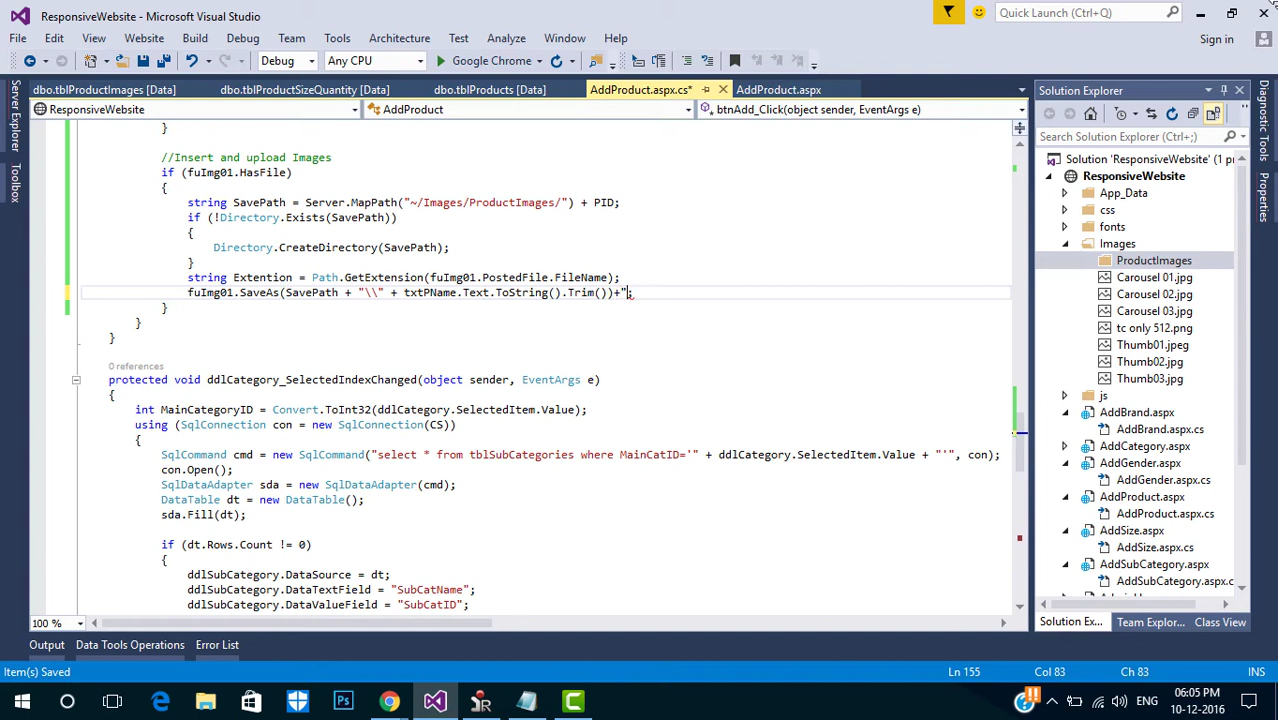 ResponsiveWebsite - Microsoft Visual Studio
Quick Launch (Ctrl+Q)
File Edit View Website Build Debug Team Tools Architecture Test Analyze Window Help
Sign in
Debug Any CPU Google Chrome
dbo.tblProductImages [Data] dbo.tblProductSizeQuantity [Data] dbo.tblProducts [Data] AddProduct.aspx.cs* AddProduct.aspx
ResponsiveWebsite AddProduct btnAdd_Click(object sender, EventArgs e)
Server Explorer
Toolbox
}
//Insert and upload Images
if (fuImg01.HasFile)
{
string SavePath = Server.MapPath("~/Images/ProductImages/") + PID;
if (!Directory.Exists(SavePath))
{
Directory.CreateDirectory(SavePath);
}
string Extention = Path.GetExtension(fuImg01.PostedFile.FileName);
fuImg01.SaveAs(SavePath + "\\" + txtPName.Text.ToString().Trim())+";
}
}
}
0 references
protected void ddlCategory_SelectedIndexChanged(object sender, EventArgs e)
{
int MainCategoryID = Convert.ToInt32(ddlCategory.SelectedItem.Value);
using (SqlConnection con = new SqlConnection(CS))
{
SqlCommand cmd = new SqlCommand("select * from tblSubCategories where MainCatID='" + ddlCategory.SelectedItem.Value + "'", con);
con.Open();
SqlDataAdapter sda = new SqlDataAdapter(cmd);
DataTable dt = new DataTable();
sda.Fill(dt);
if (dt.Rows.Count != 0)
{
ddlSubCategory.DataSource = dt;
ddlSubCategory.DataTextField = "SubCatName";
ddlSubCategory.DataValueField = "SubCatID";
100 %
Solution Explorer
Search Solution Explorer (Ctrl+;)
Solution 'ResponsiveWebsite' (1 pr
ResponsiveWebsite
App_Data
css
fonts
Images
ProductImages
Carousel 01.jpg
Carousel 02.jpg
Carousel 03.jpg
tc only 512.png
Thumb01.jpeg
Thumb02.jpg
Thumb03.jpg
js
AddBrand.aspx
AddBrand.aspx.cs
AddCategory.aspx
AddGender.aspx
AddGender.aspx.cs
AddProduct.aspx
AddProduct.aspx.cs
AddSize.aspx
AddSize.aspx.cs
AddSubCategory.aspx
AddSubCategory.aspx.c
Solution Ex... Team Explor... Class View
Diagnostic Tools
Properties
Output Data Tools Operations Error List
Item(s) Saved Ln 155 Col 83 Ch 83 INS
ENG 06:05 PM
10-12-2016